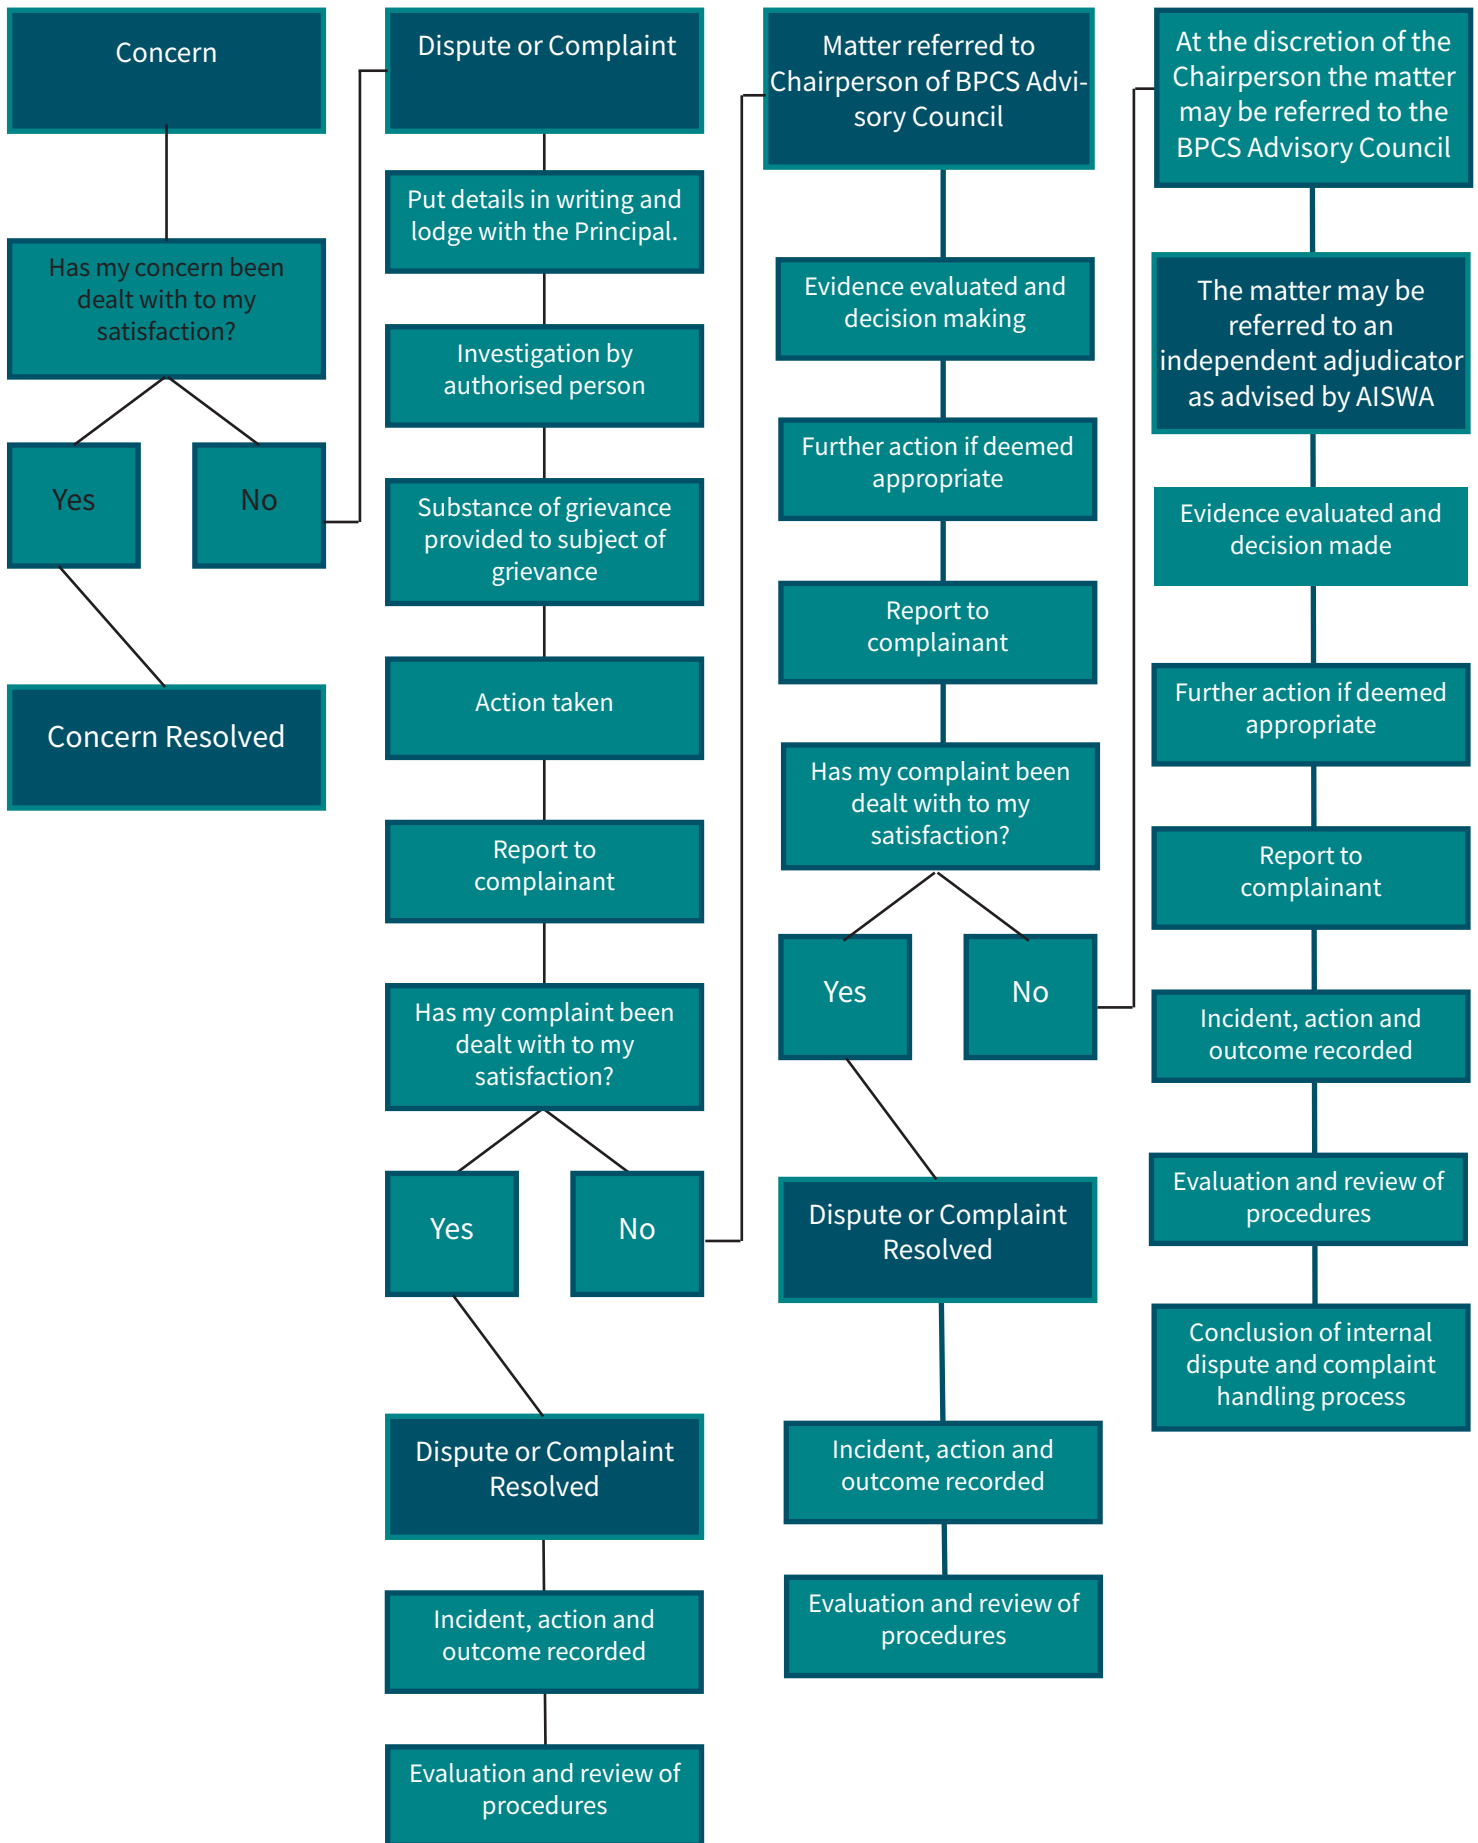 Concern
Has my concern been
dealt with to my
satisfaction?
Yes
No
Concern Resolved
Dispute or Complaint
Put details in writing and
lodge with the Principal.
Investigation by
authorised person
Substance of grievance
provided to subject of
grievance
Action taken
Report to
complainant
Has my complaint been
dealt with to my
satisfaction?
Yes
No
Dispute or Complaint
Resolved
Incident, action and
outcome recorded
Evaluation and review of
procedures
Matter referred to
Chairperson of BPCS Advi-
sory Council
Evidence evaluated and
decision making
Further action if deemed
appropriate
Report to
complainant
Has my complaint been
dealt with to my
satisfaction?
Yes
No
Dispute or Complaint
Resolved
Incident, action and
outcome recorded
Evaluation and review of
procedures
At the discretion of the
Chairperson the matter
may be referred to the
BPCS Advisory Council
The matter may be
referred to an
independent adjudicator
as advised by AISWA
Evidence evaluated and
decision made
Further action if deemed
appropriate
Report to
complainant
Incident, action and
outcome recorded
Evaluation and review of
procedures
Conclusion of internal
dispute and complaint
handling process